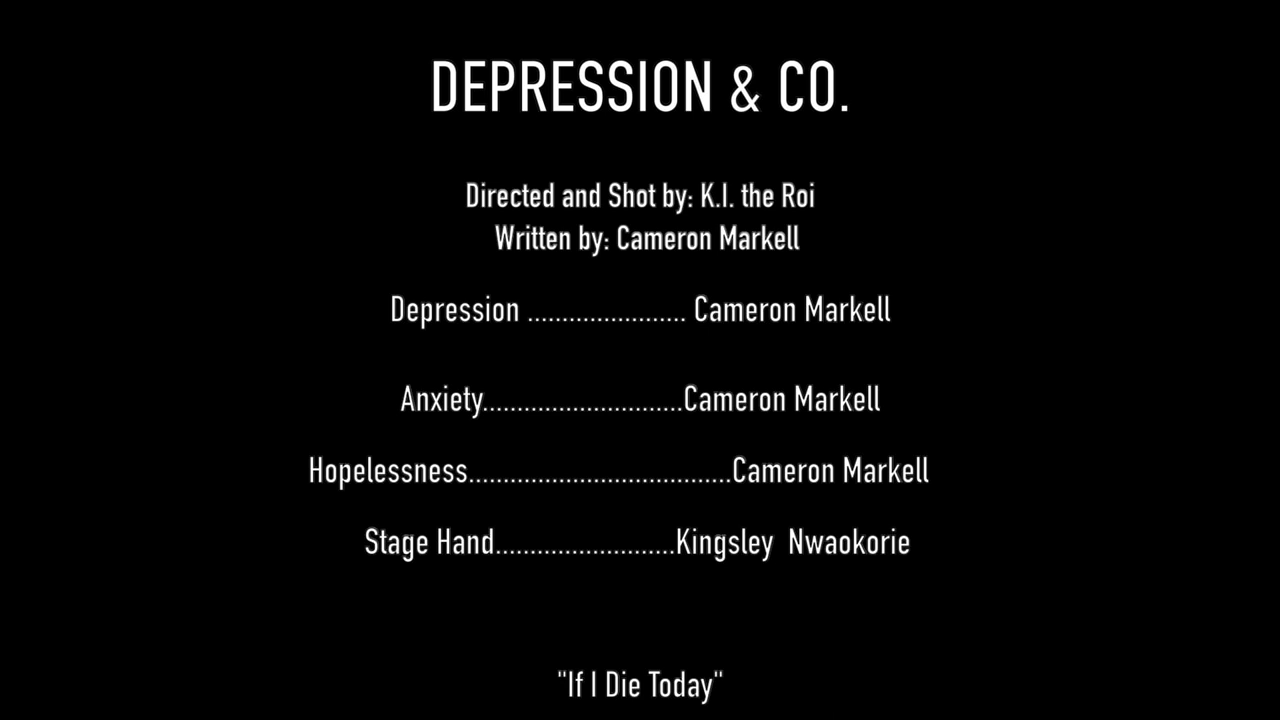 DEPRESSION & CO.
Directed and Shot by: K.I. the Roi
Written by: Cameron Markell
Depression ....................... Cameron Markell
Anxiety.............................Cameron Markell
Hopelessness......................................Cameron Markell
Stage Hand..........................Kingsley Nwaokorie
"If I Die Today"